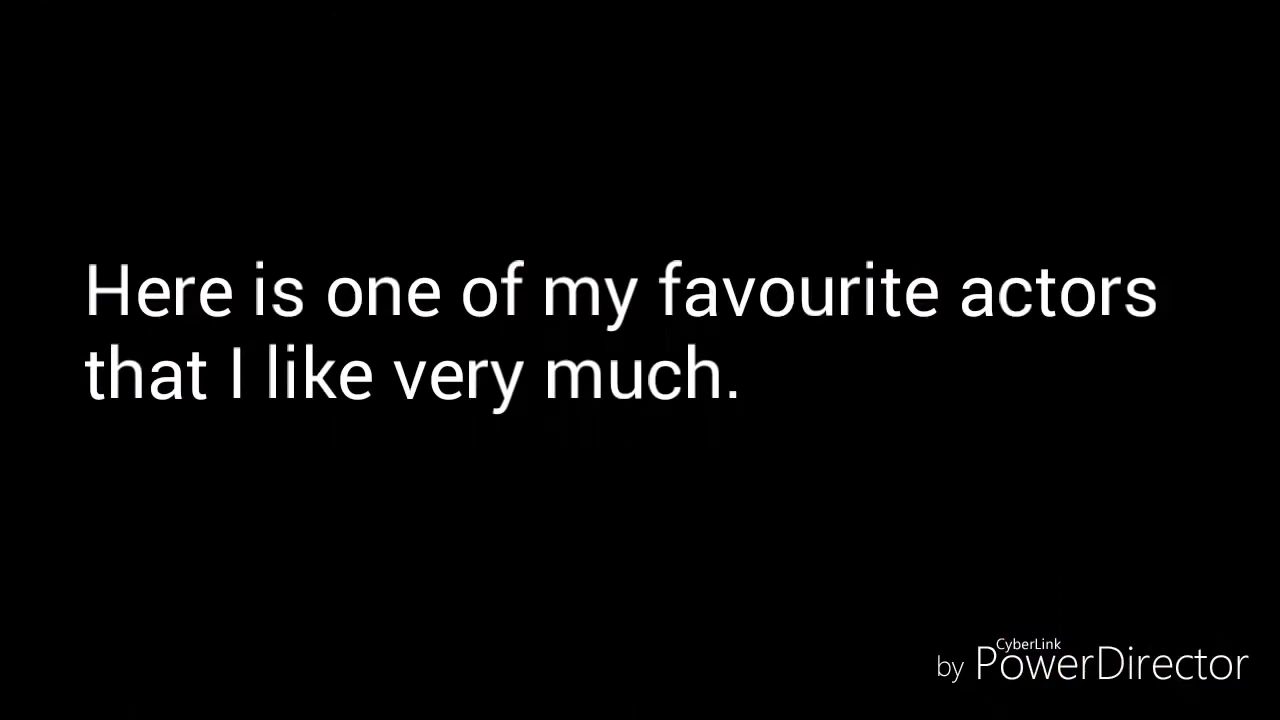 Here is one of my favourite actors
that I like very much.
CyberLink
by PowerDirector